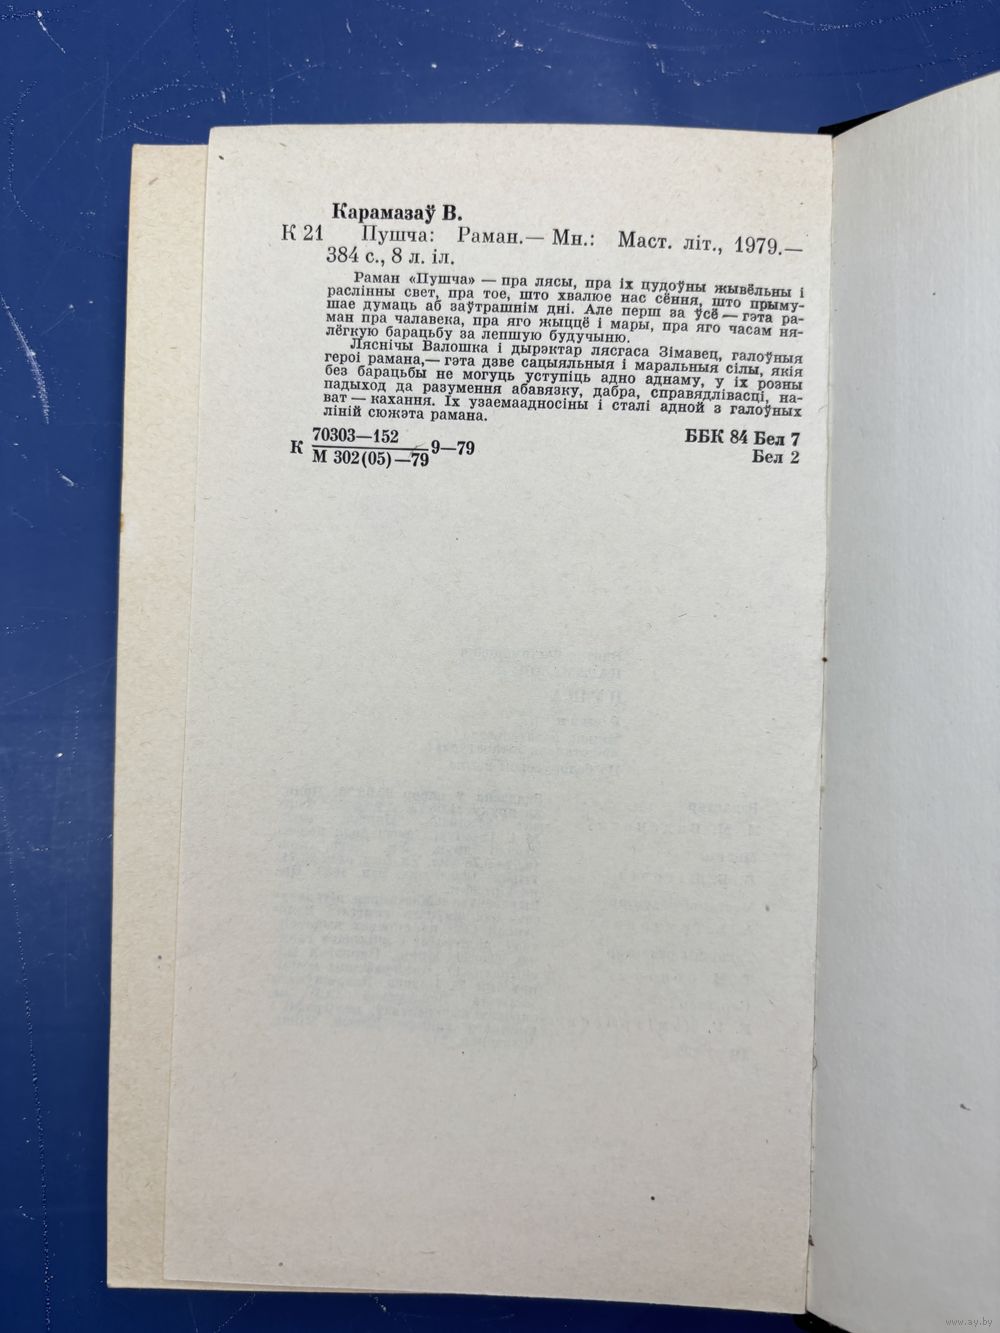 Карамазаў В.
К 21 Пушча: Раман.— Мн.: Маст. літ., 1979.—
384 с., 8 л. іл.
Раман «Пушча» — пра лясы, пра іх цудоўны жывёльны і
раслінны свет, пра тое, што хвалюе нас сёння, што прыму-
шае думаць аб заўтрашнім дні. Але перш за ўсё — гэта ра-
ман пра чалавека, пра яго жыццё і мары, пра яго часам ня-
лёгкую барацьбу за лепшую будучыню.
Ляснічы Валошка і дырэктар лясгаса Зімавец, галоўныя
героі рамана,— гэта дзве сацыяльныя і маральныя сілы, якія
без барацьбы не могуць уступіць адно аднаму, у іх розны
падыход да разумення абавязку, дабра, справядлівасці, на-
ват — кахання. Іх узаемаадносіны і сталі адной з галоўных
ліній сюжэта рамана.
К 70303—152
М 302(05)—79 9—79
ББК 84 Бел 7
Бел 2
www.ay.by